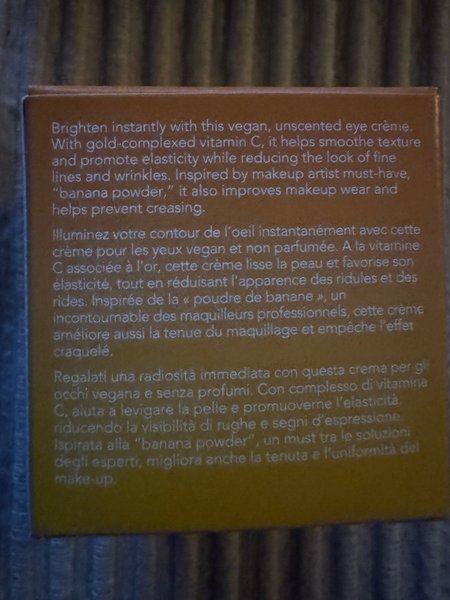 Brighten instantly with this vegan, unscented eye crème.
With gold-complexed vitamin C, it helps smoothe texture
and promote elasticity while reducing the look of fine
lines and wrinkles. Inspired by makeup artist must-have,
"banana powder," it also improves makeup wear and
helps prevent creasing.
Illuminez votre contour de l'oeil instantanément avec cette
crème pour les yeux vegan et non parfumée. A la vitamine
C associée à l'or, cette crème lisse la peau et favorise son
élasticité, tout en réduisant l'apparence des ridules et des
rides. Inspirée de la « poudre de banane », un
incontournable des maquilleurs professionnels, cette crème
améliore aussi la tenue du maquillage et empêche l'effet
craquelé.
Regalati una radiosità immediata con questa crema per gli
occhi vegana e senza profumi. Con complesso di vitamine
C, aiuta a levigare la pelle e promuoverne l'elasticità,
riducendo la visibilità di rughe e segni d'espressione.
Ispirata alla "banana powder", un must tra le soluzioni
degli esperti, migliora anche la tenuta e l'uniformità del
make-up.